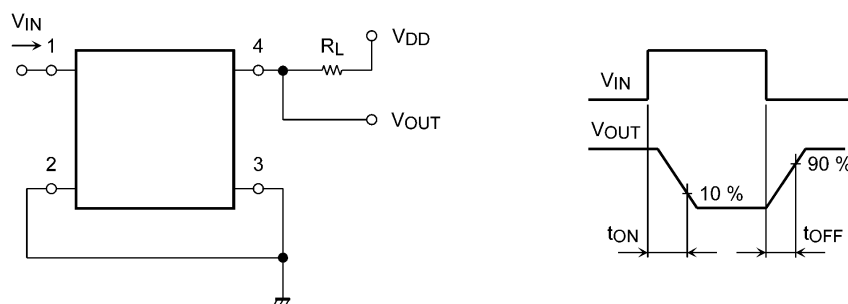 VIN
1
4
RL
VDD
VOUT
2
3
VIN
VOUT
10 %
90 %
tON
tOFF